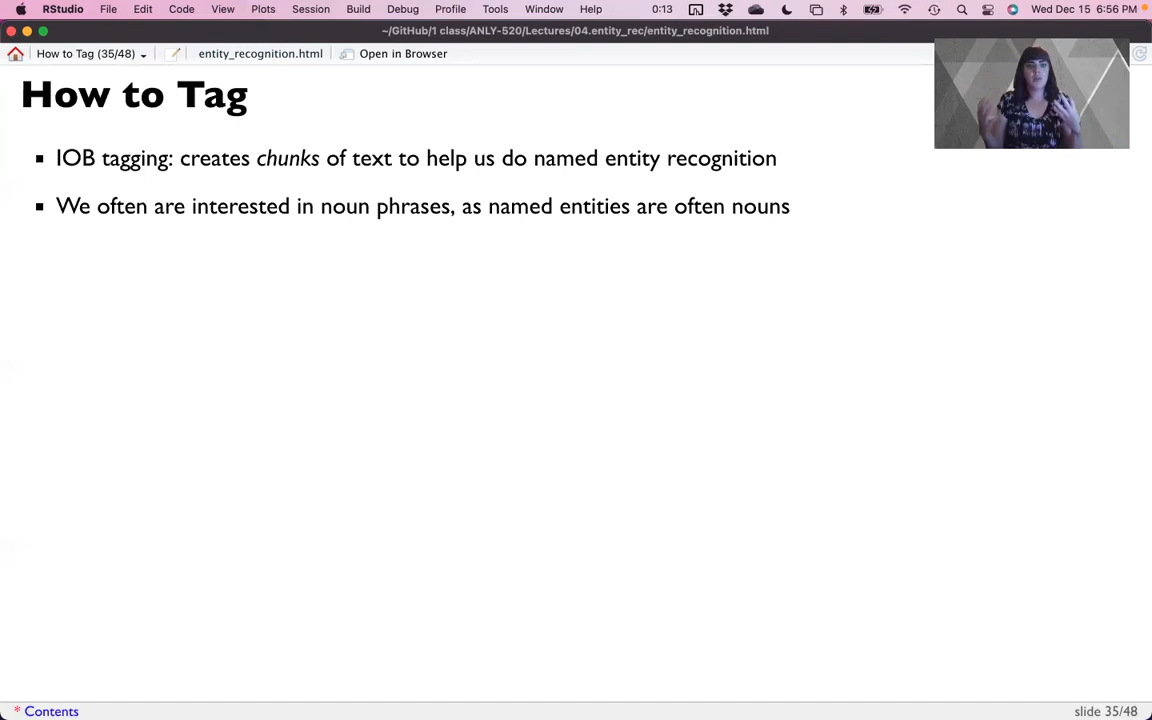 RStudio File Edit Code View Plots Session Build Debug Profile Tools Window Help 0:13 Wed Dec 15 6:56 PM
~/GitHub/1 class/ANLY-520/Lectures/04.entity_rec/entity_recognition.html
How to Tag (35/48) entity_recognition.html Open in Browser
How to Tag
IOB tagging: creates chunks of text to help us do named entity recognition
We often are interested in noun phrases, as named entities are often nouns
* Contents
slide 35/48